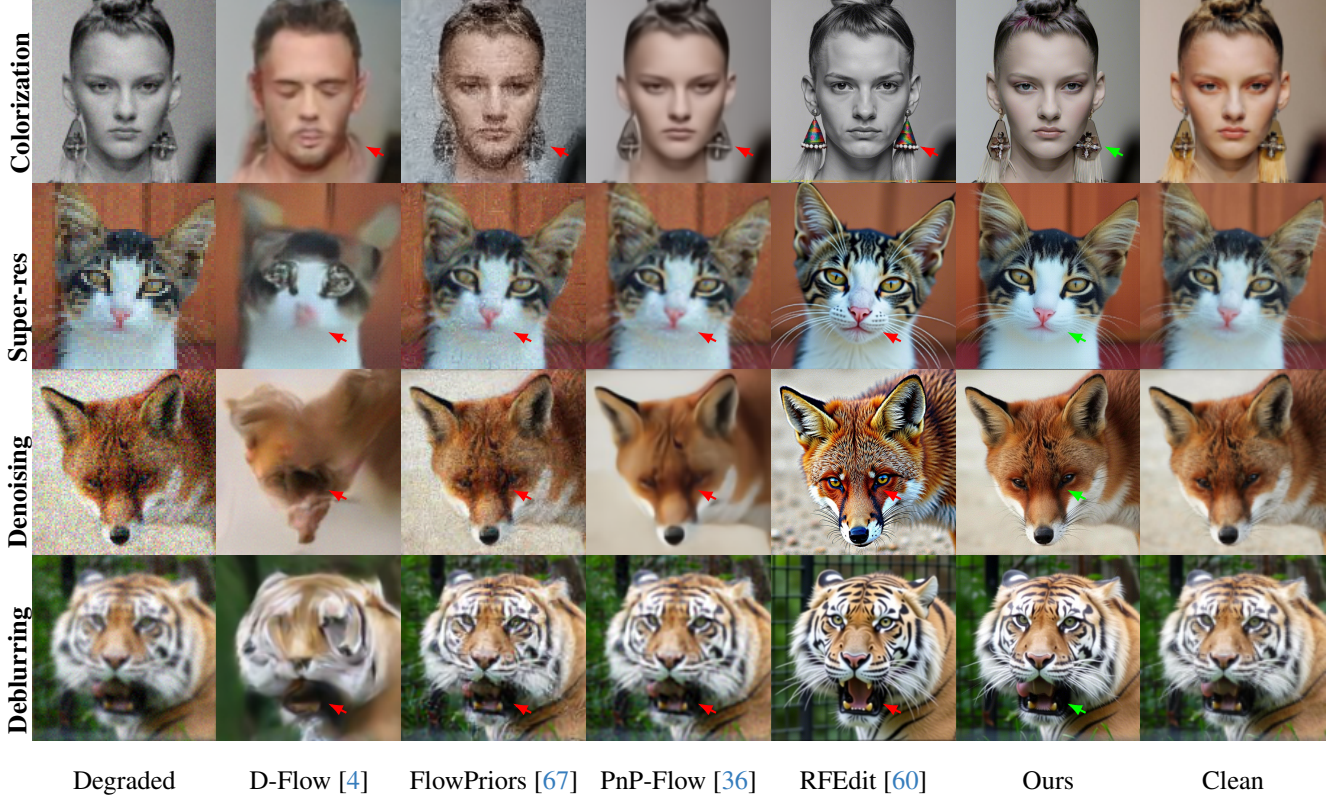 Colorization
Super-res
Denoising
Deblurring
Degraded D-Flow [4] FlowPriors [67] PnP-Flow [36] RFEdit [60] Ours Clean